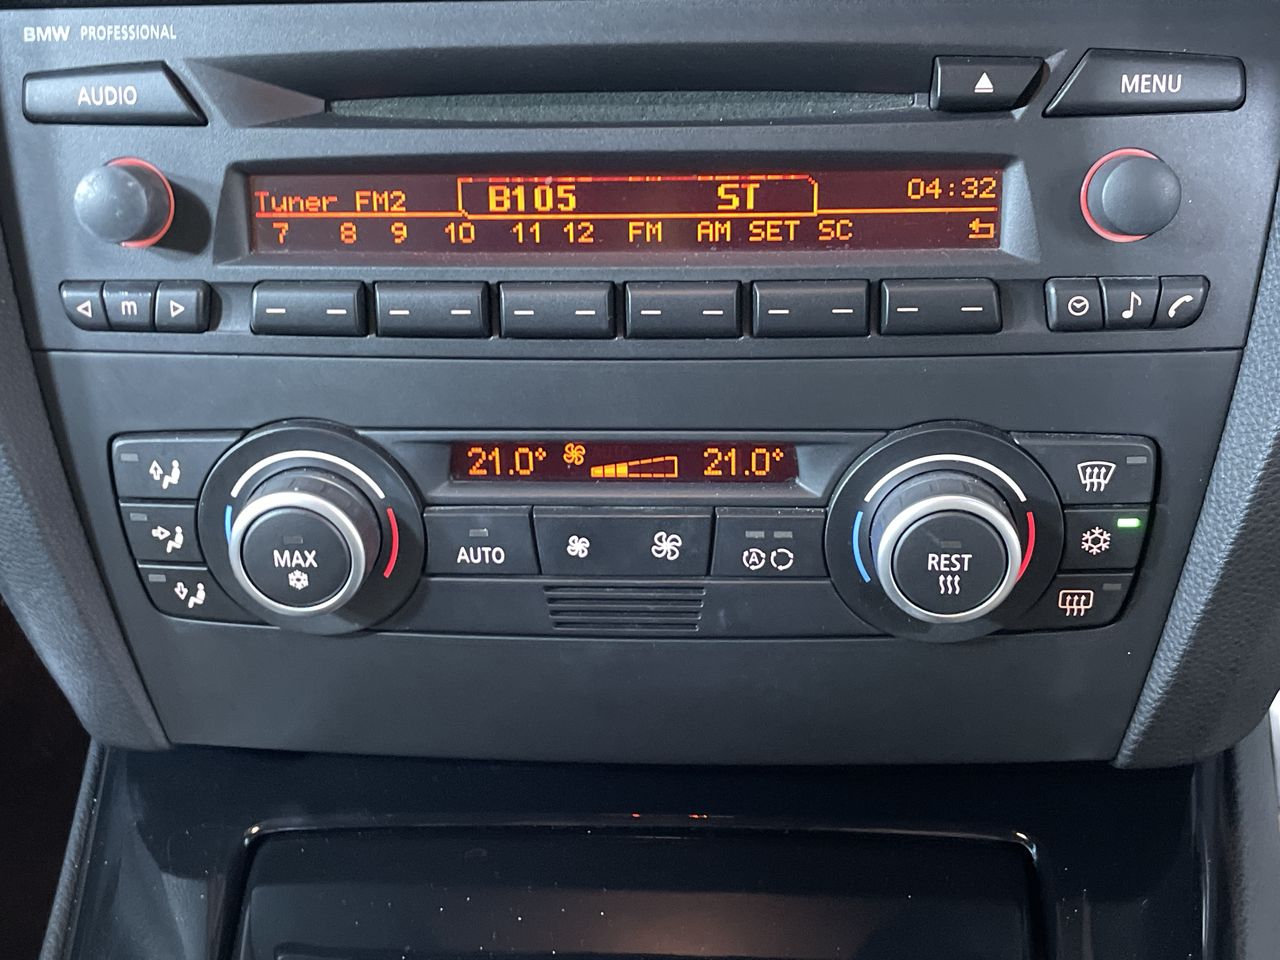 BMW PROFESSIONAL
AUDIO
MENU
Tuner FM2 B105 ST 04:32
7 8 9 10 11 12 FM AM SET SC
m
21.0° 21.0°
MAX
AUTO
A
REST